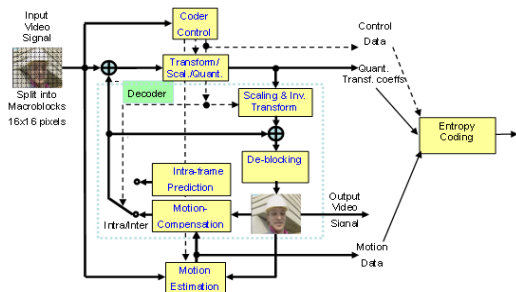 Input
Video
Signal
Split into
Macroblocks
16x16 pixels
Coder
Control
Transform/
Scal./Quant.
Decoder
Scaling & Inv.
Transform
De-blocking
Intra-frame
Prediction
Motion-
Compensation
Intra/Inter
Motion
Estimation
Control
Data
Quant.
Transf. coeffs
Entropy
Coding
Output
Video
Signal
Motion
Data